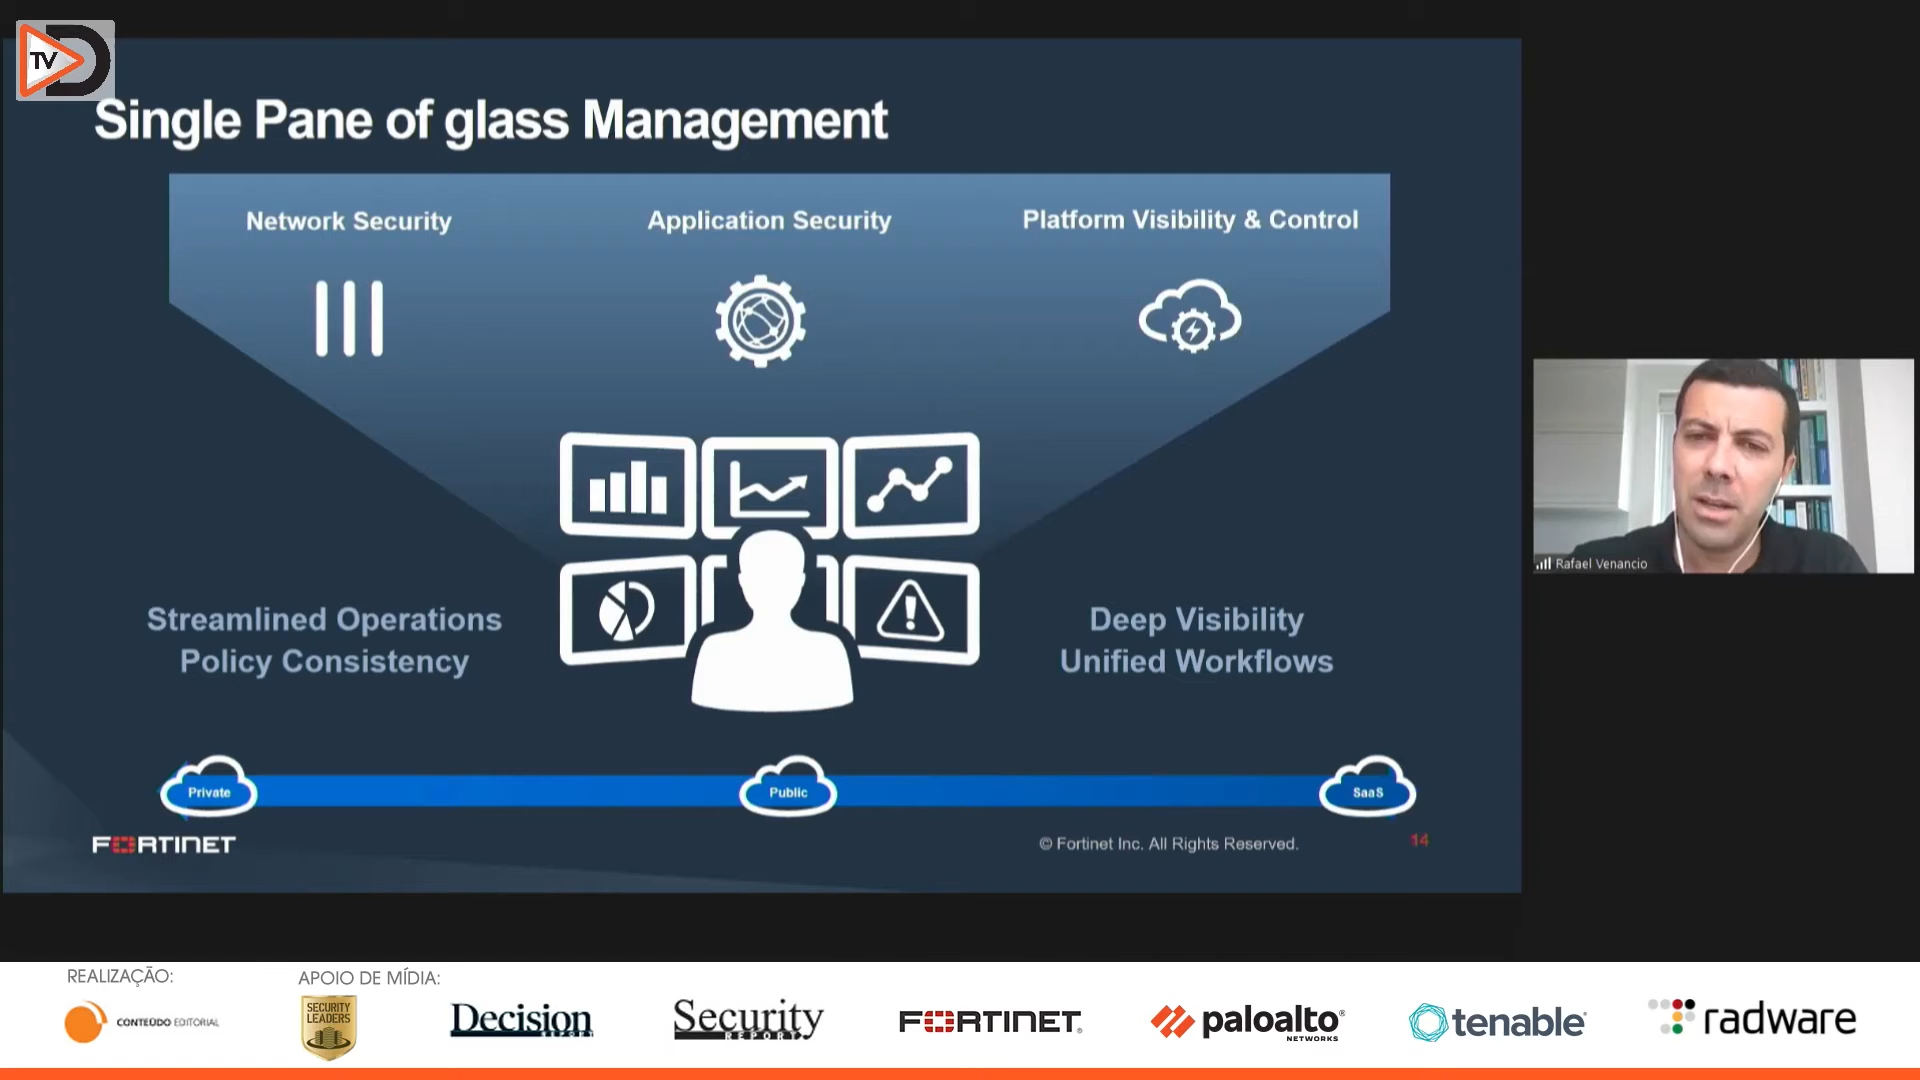 TV D
Single Pane of glass Management
Network Security
Application Security
Platform Visibility & Control
Streamlined Operations
Policy Consistency
Deep Visibility
Unified Workflows
Private
Public
SaaS
FORTINET
© Fortinet Inc. All Rights Reserved.
14
Rafael Venancio
REALIZAÇÃO:
CONTEÚDO EDITORIAL
APOIO DE MÍDIA:
SECURITY
LEADERS
Decision
REPORT
Security
REPORT
FORTINET®
paloalto®
NETWORKS
tenable®
radware